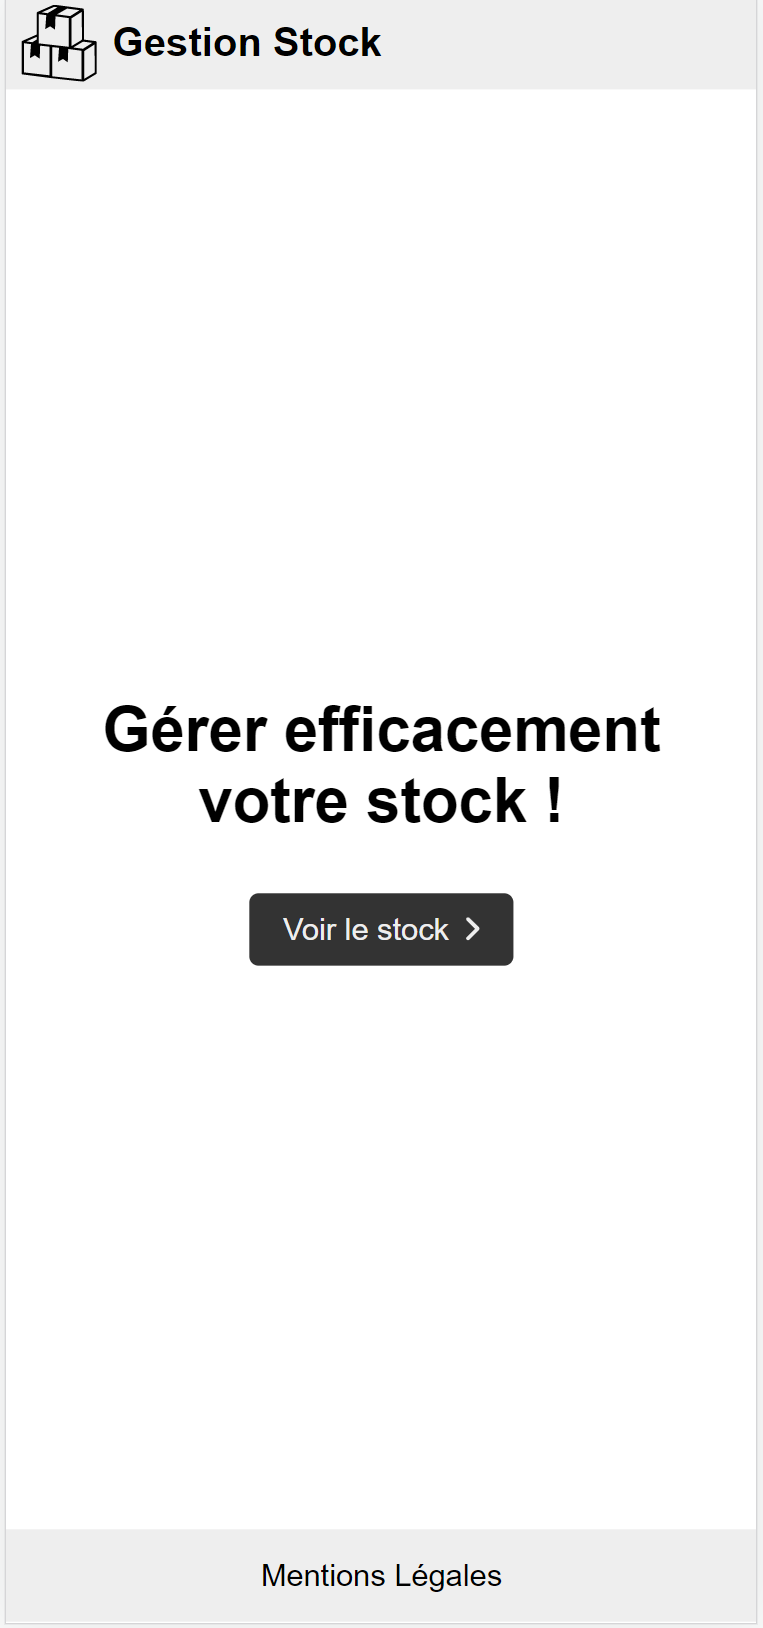 Gestion Stock
Gérer efficacement
votre stock !
Voir le stock
Mentions Légales